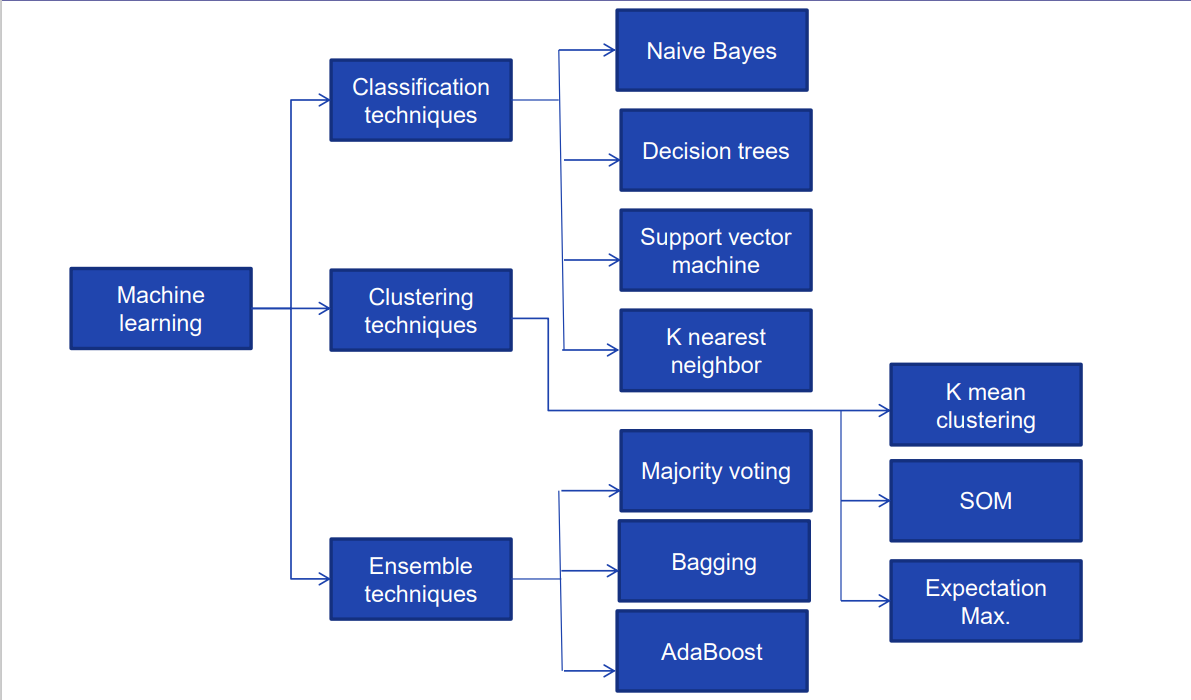 Machine
learning
Classification
techniques
Clustering
techniques
Ensemble
techniques
Naive Bayes
Decision trees
Support vector
machine
K nearest
neighbor
Majority voting
Bagging
AdaBoost
K mean
clustering
SOM
Expectation
Max.